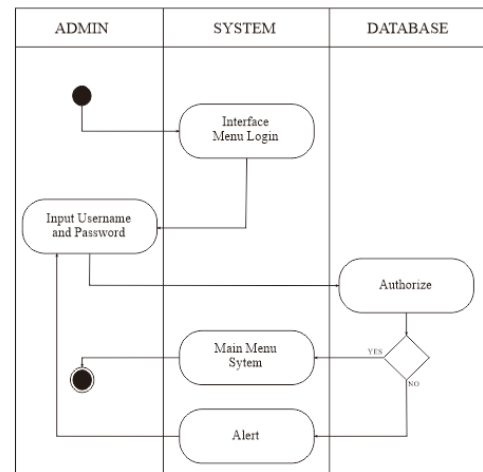 ADMIN
SYSTEM
DATABASE
Interface
Menu Login
Input Username
and Password
Authorize
YES
NO
Main Menu
Sytem
Alert